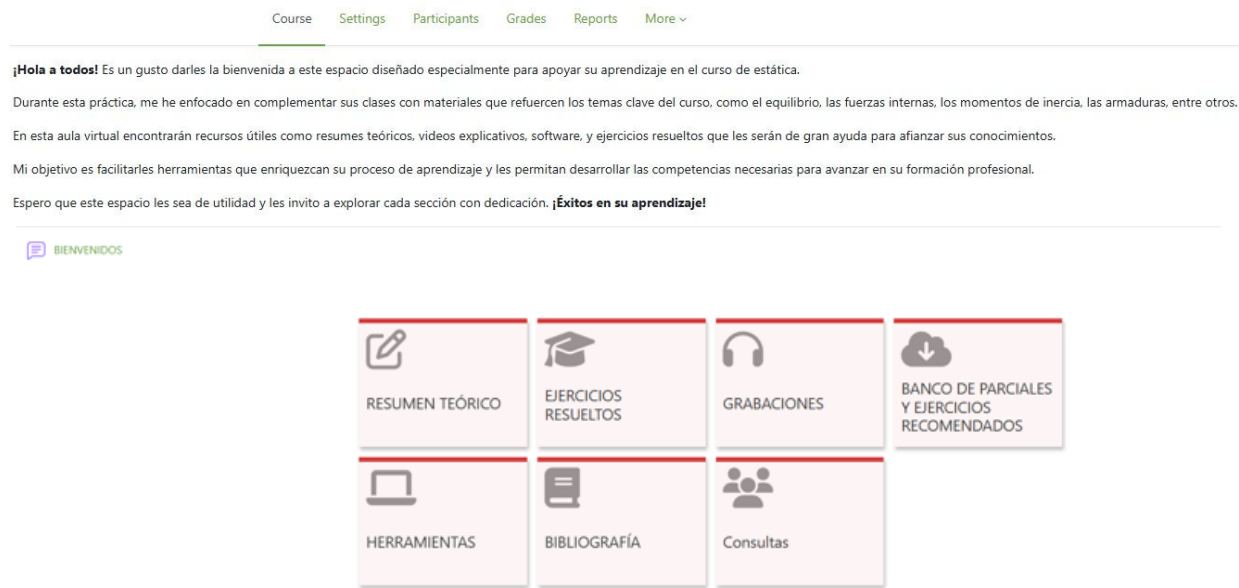 Course Settings Participants Grades Reports More
¡Hola a todos! Es un gusto darles la bienvenida a este espacio diseñado especialmente para apoyar su aprendizaje en el curso de estática.
Durante esta práctica, me he enfocado en complementar sus clases con materiales que refuercen los temas clave del curso, como el equilibrio, las fuerzas internas, los momentos de inercia, las armaduras, entre otros.
En esta aula virtual encontrarán recursos útiles como resumes teóricos, videos explicativos, software, y ejercicios resueltos que les serán de gran ayuda para afianzar sus conocimientos.
Mi objetivo es facilitarles herramientas que enriquezcan su proceso de aprendizaje y les permitan desarrollar las competencias necesarias para avanzar en su formación profesional.
Espero que este espacio les sea de utilidad y les invito a explorar cada sección con dedicación. ¡Éxitos en su aprendizaje!
BIENVENIDOS
RESUMEN TEÓRICO
EJERCICIOS
RESUELTOS
GRABACIONES
BANCO DE PARCIALES
Y EJERCICIOS
RECOMENDADOS
HERRAMIENTAS
BIBLIOGRAFÍA
Consultas